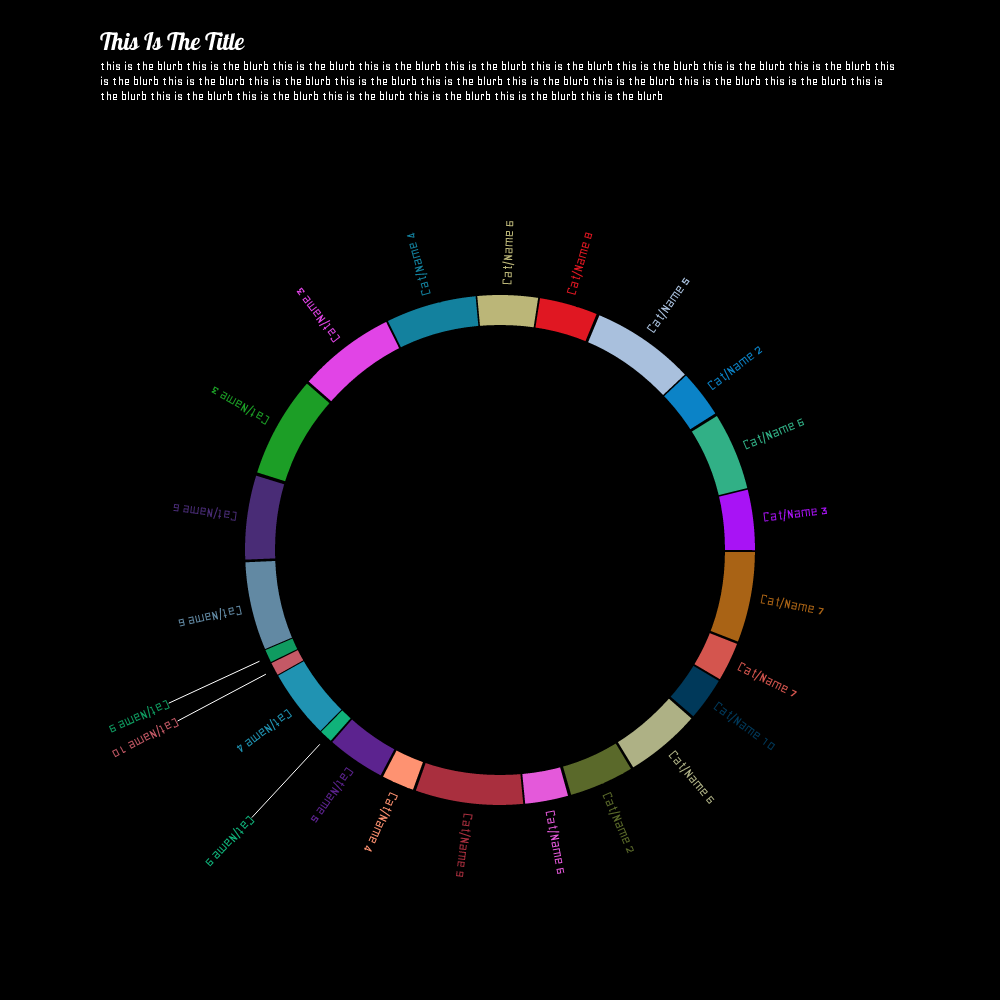 This Is The Title
this is the blurb this is the blurb this is the blurb this is the blurb this is the blurb this is the blurb this is the blurb this is the blurb this is the blurb this
is the blurb this is the blurb this is the blurb this is the blurb this is the blurb this is the blurb this is the blurb this is the blurb this is the blurb this is
the blurb this is the blurb this is the blurb this is the blurb this is the blurb this is the blurb this is the blurb
Cat/Name 6
Cat/Name 8
Cat/Name 5
Cat/Name 2
Cat/Name 6
Cat/Name 3
Cat/Name 7
Cat/Name 7
Cat/Name 10
Cat/Name 6
Cat/Name 2
Cat/Name 6
Cat/Name 9
Cat/Name 4
Cat/Name 5
Cat/Name 9
Cat/Name 4
Cat/Name 10
Cat/Name 9
Cat/Name 6
Cat/Name 6
Cat/Name 3
Cat/Name 3
Cat/Name 4